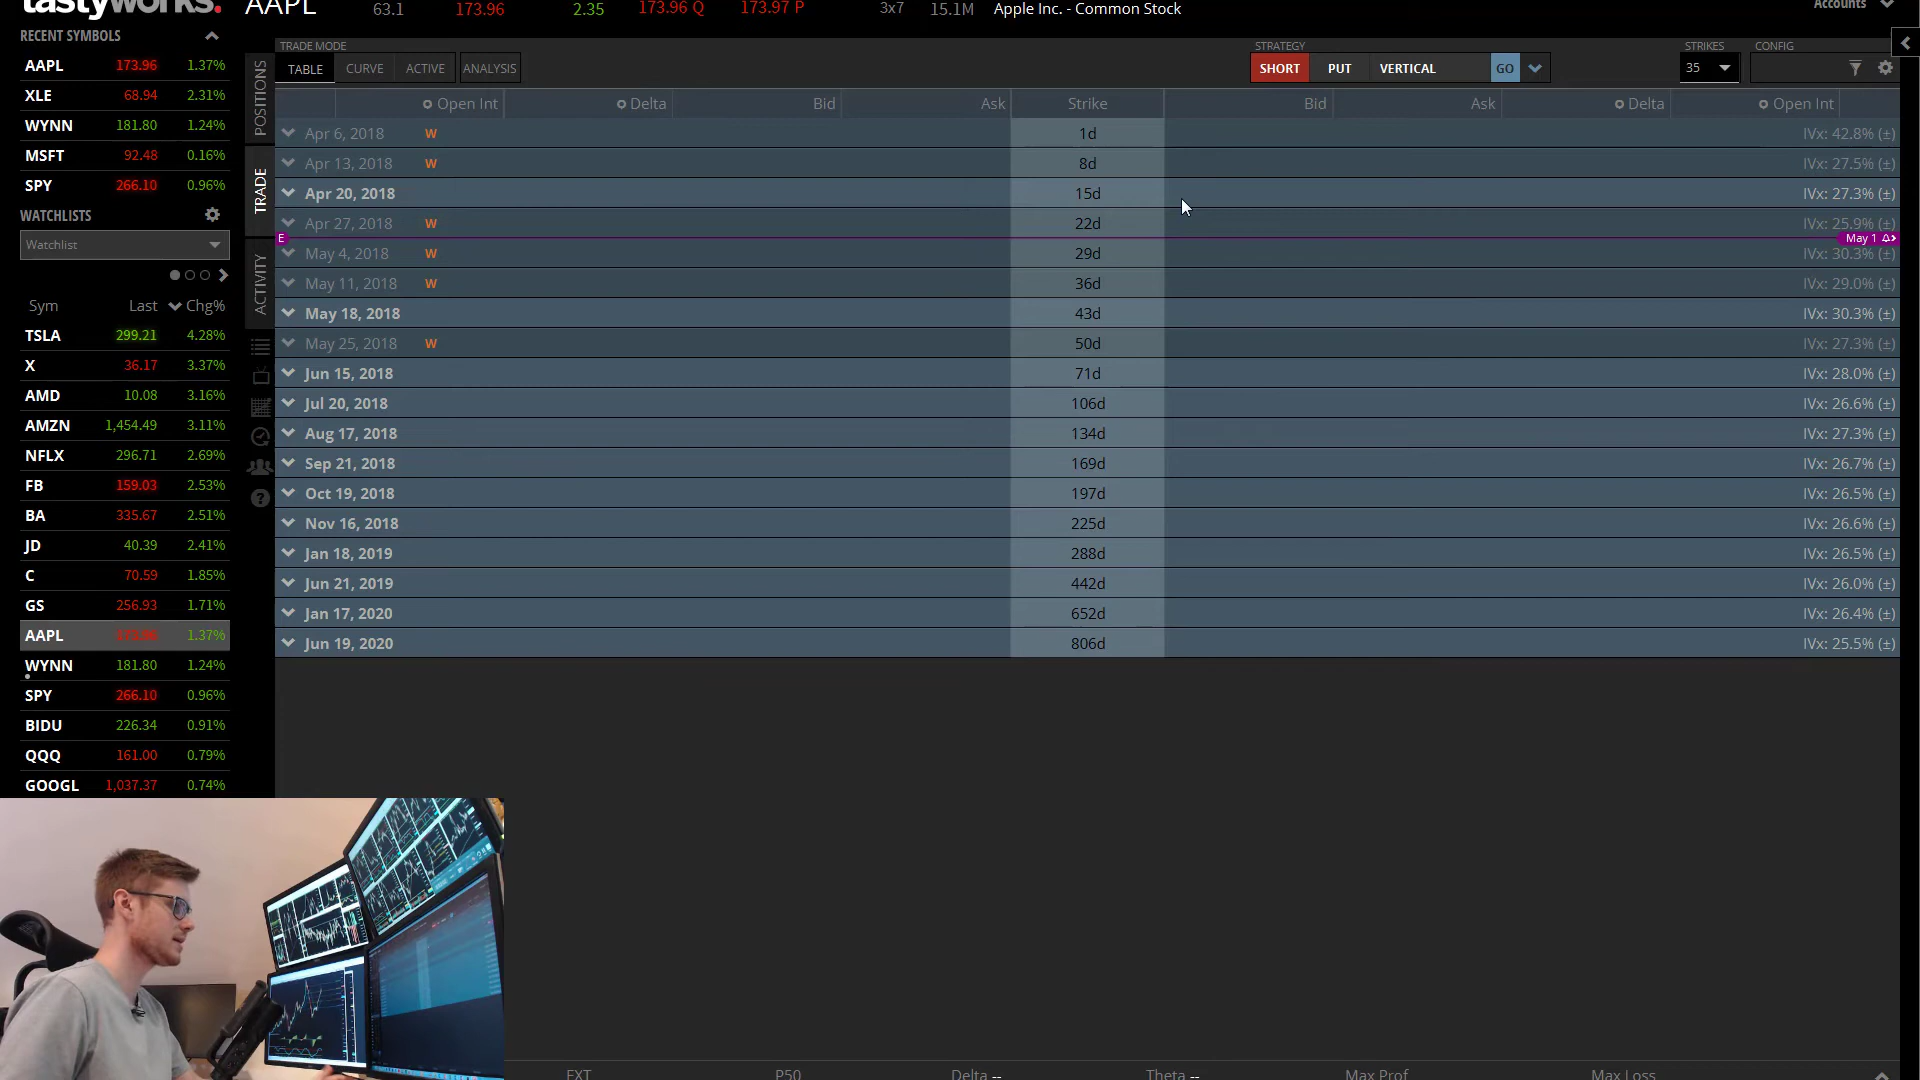 tastyworks.
AAPL 63.1 173.96 2.35 173.96 Q 173.97 P 3x7 15.1M Apple Inc. - Common Stock
Accounts
RECENT SYMBOLS
AAPL 173.96 1.37%
XLE 68.94 2.31%
WYNN 181.80 1.24%
MSFT 92.48 0.16%
SPY 266.10 0.96%
WATCHLISTS
Watchlist
Sym Last Chg%
TSLA 299.21 4.28%
X 36.17 3.37%
AMD 10.08 3.16%
AMZN 1,454.49 3.11%
NFLX 296.71 2.69%
FB 159.03 2.53%
BA 335.67 2.51%
JD 40.39 2.41%
C 70.59 1.85%
GS 256.93 1.71%
AAPL 173.96 1.37%
WYNN 181.80 1.24%
SPY 266.10 0.96%
BIDU 226.34 0.91%
QQQ 161.00 0.79%
GOOGL 1,037.37 0.74%
POSITIONS
TRADE
ACTIVITY
TRADE MODE
TABLE CURVE ACTIVE ANALYSIS
STRATEGY
SHORT PUT VERTICAL GO
STRIKES
35
CONFIG
Open Int Delta Bid Ask Strike Bid Ask Delta Open Int
Apr 6, 2018 W 1d IVx: 42.8% (±)
Apr 13, 2018 W 8d IVx: 27.5% (±)
Apr 20, 2018 15d IVx: 27.3% (±)
Apr 27, 2018 W 22d IVx: 25.9% (±)
E May 1
May 4, 2018 W 29d IVx: 30.3% (±)
May 11, 2018 W 36d IVx: 29.0% (±)
May 18, 2018 43d IVx: 30.3% (±)
May 25, 2018 W 50d IVx: 27.3% (±)
Jun 15, 2018 71d IVx: 28.0% (±)
Jul 20, 2018 106d IVx: 26.6% (±)
Aug 17, 2018 134d IVx: 27.3% (±)
Sep 21, 2018 169d IVx: 26.7% (±)
Oct 19, 2018 197d IVx: 26.5% (±)
Nov 16, 2018 225d IVx: 26.6% (±)
Jan 18, 2019 288d IVx: 26.5% (±)
Jun 21, 2019 442d IVx: 26.0% (±)
Jan 17, 2020 652d IVx: 26.4% (±)
Jun 19, 2020 806d IVx: 25.5% (±)
EXT P50 Delta -- Theta -- Max Prof Max Loss